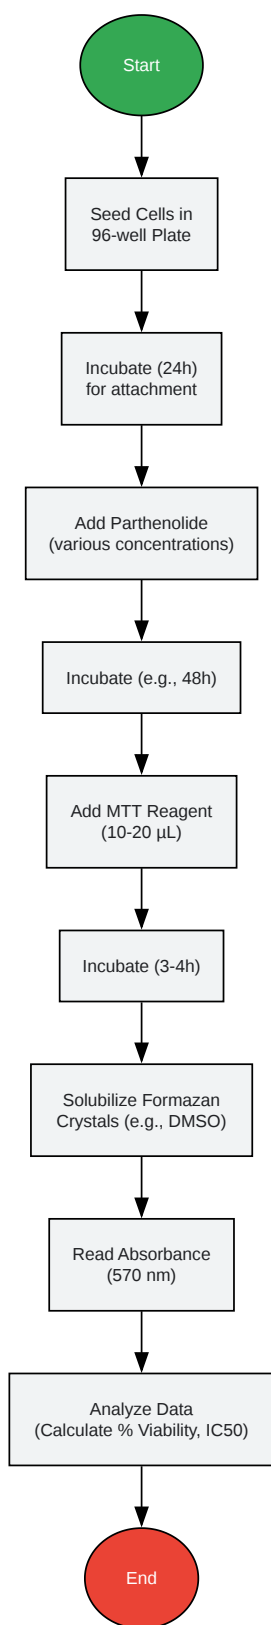 Start
Seed Cells in
96-well Plate
Incubate (24h)
for attachment
Add Parthenolide
(various concentrations)
Incubate (e.g., 48h)
Add MTT Reagent
(10-20 µL)
Incubate (3-4h)
Solubilize Formazan
Crystals (e.g., DMSO)
Read Absorbance
(570 nm)
Analyze Data
(Calculate % Viability, IC50)
End